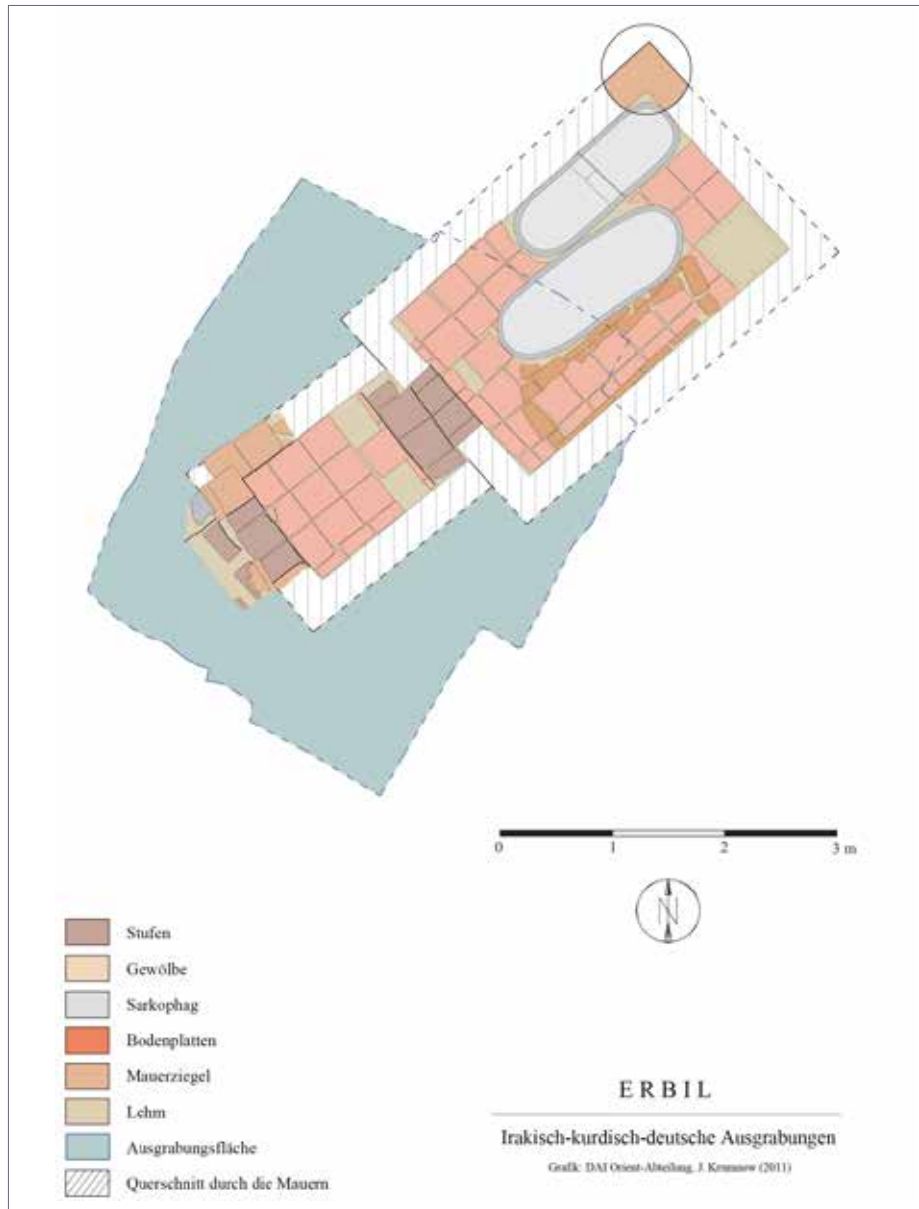 0 1 2 3 m
N
Stufen
Gewölbe
Sarkophag
Bodenplatten
Mauerziegel
Lehm
Ausgrabungsfläche
Querschnitt durch die Mauern
ERBIL
Irakisch-kurdisch-deutsche Ausgrabungen
Grafik: DAI Orient-Abteilung, J. (2011)